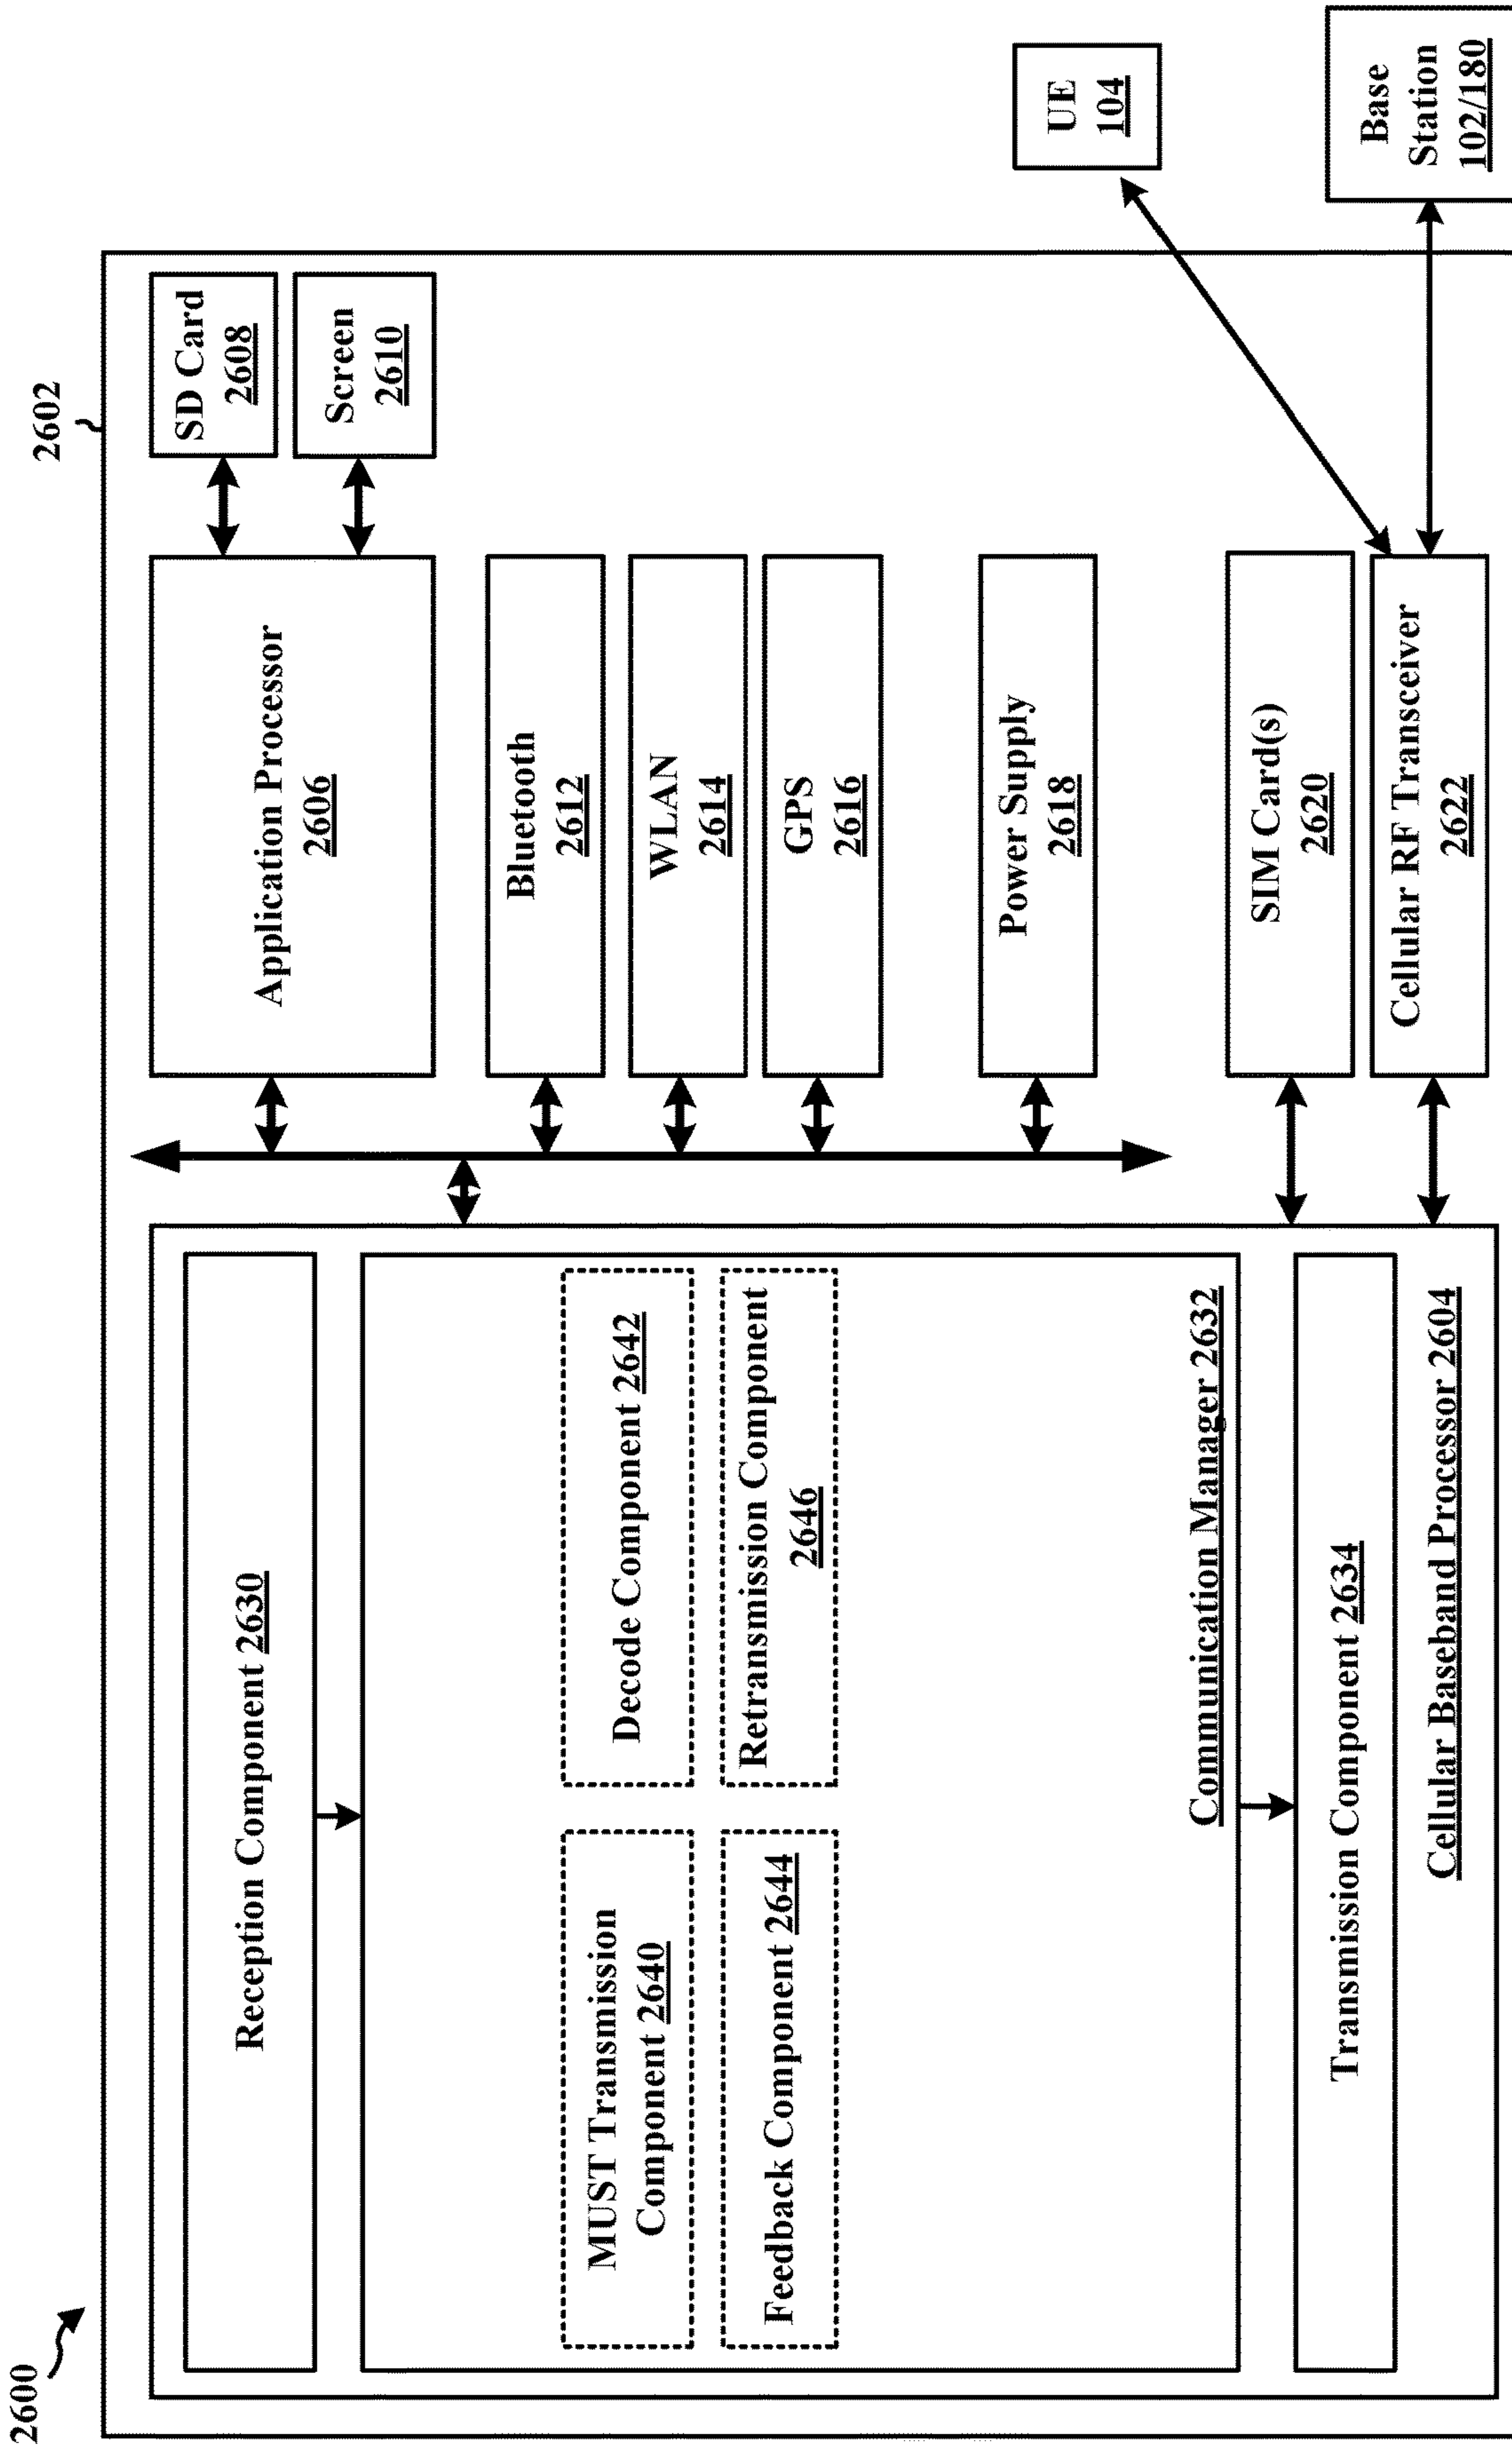 2600
2602
Reception Component 2630
MUST Transmission
Component 2640
Decode Component 2642
Feedback Component 2644
Retransmission Component
2646
Communication Manager 2632
Transmission Component 2634
Cellular Baseband Processor 2604
Application Processor
2606
Bluetooth
2612
WLAN
2614
GPS
2616
Power Supply
2618
SIM Card(s)
2620
Cellular RF Transceiver
2622
SD Card
2608
Screen
2610
UE
104
Base
Station
102/180